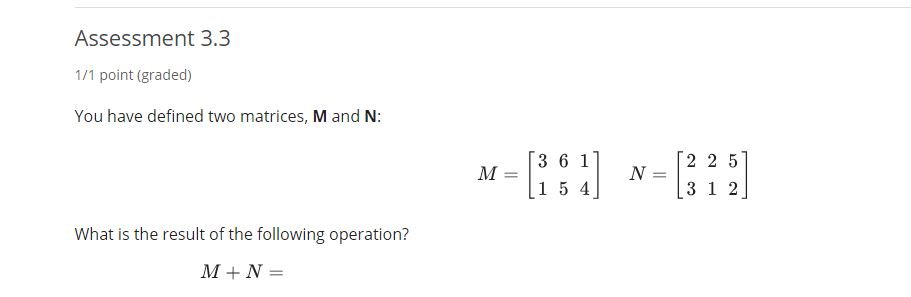 Assessment 3.3
1/1 point (graded)
You have defined two matrices, M and N:
M = [3 6 1
1 5 4] N = [2 2 5
3 1 2]
What is the result of the following operation?
M + N =